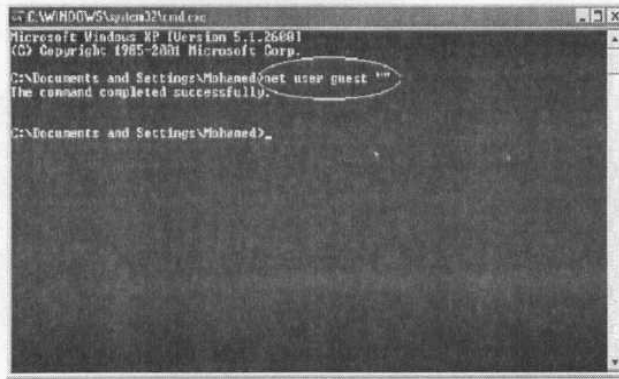 C:\WINDOWS\system32\cmd.exe
Microsoft Windows XP [Version 5.1.2600]
(C) Copyright 1985-2001 Microsoft Corp.
C:\Documents and Settings\Mohamed>net user guest ""
The command completed successfully.
C:\Documents and Settings\Mohamed>_